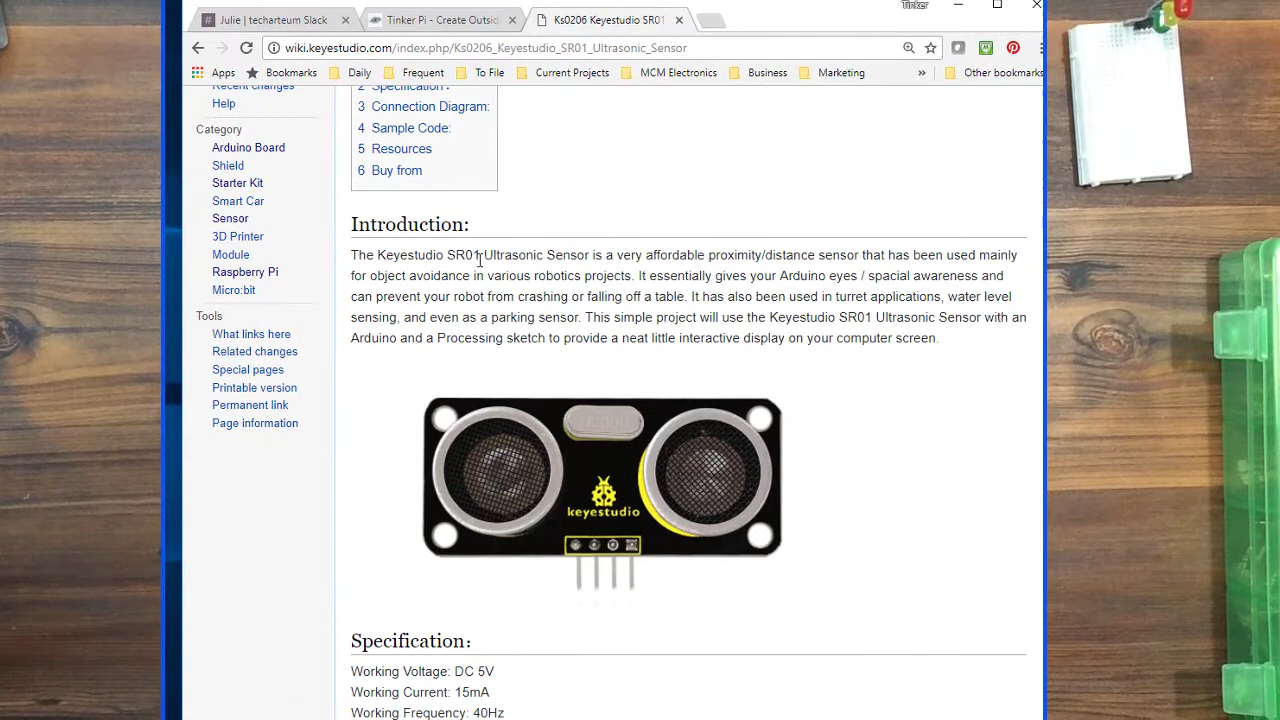 Julie | techarteum Slack
Tinker Pi - Create Outsid
Ks0206 Keyestudio SR01
Tinker
wiki.keyestudio.com/index.php/Ks0206_Keyestudio_SR01_Ultrasonic_Sensor
Apps Bookmarks Daily Frequent To File Current Projects MCM Electronics Business Marketing » Other bookmarks
Recent changes
Help
Category
Arduino Board
Shield
Starter Kit
Smart Car
Sensor
3D Printer
Module
Raspberry Pi
Micro:bit
Tools
What links here
Related changes
Special pages
Printable version
Permanent link
Page information
2 Specification:
3 Connection Diagram:
4 Sample Code:
5 Resources
6 Buy from
Introduction:
The Keyestudio SR01 Ultrasonic Sensor is a very affordable proximity/distance sensor that has been used mainly
for object avoidance in various robotics projects. It essentially gives your Arduino eyes / spacial awareness and
can prevent your robot from crashing or falling off a table. It has also been used in turret applications, water level
sensing, and even as a parking sensor. This simple project will use the Keyestudio SR01 Ultrasonic Sensor with an
Arduino and a Processing sketch to provide a neat little interactive display on your computer screen.
keyestudio
Specification:
Working Voltage: DC 5V
Working Current: 15mA
Working Frequency: 40Hz